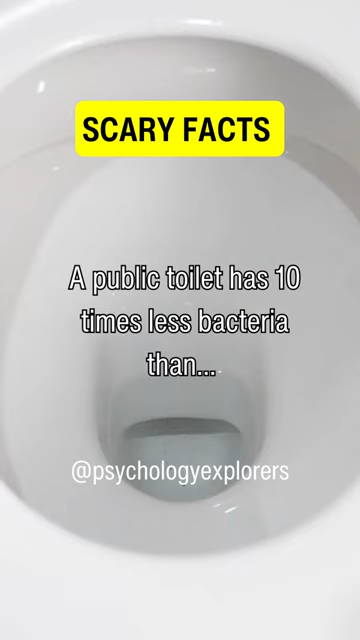 SCARY FACTS
A public toilet has 10
times less bacteria
than...
@psychologyexplorers